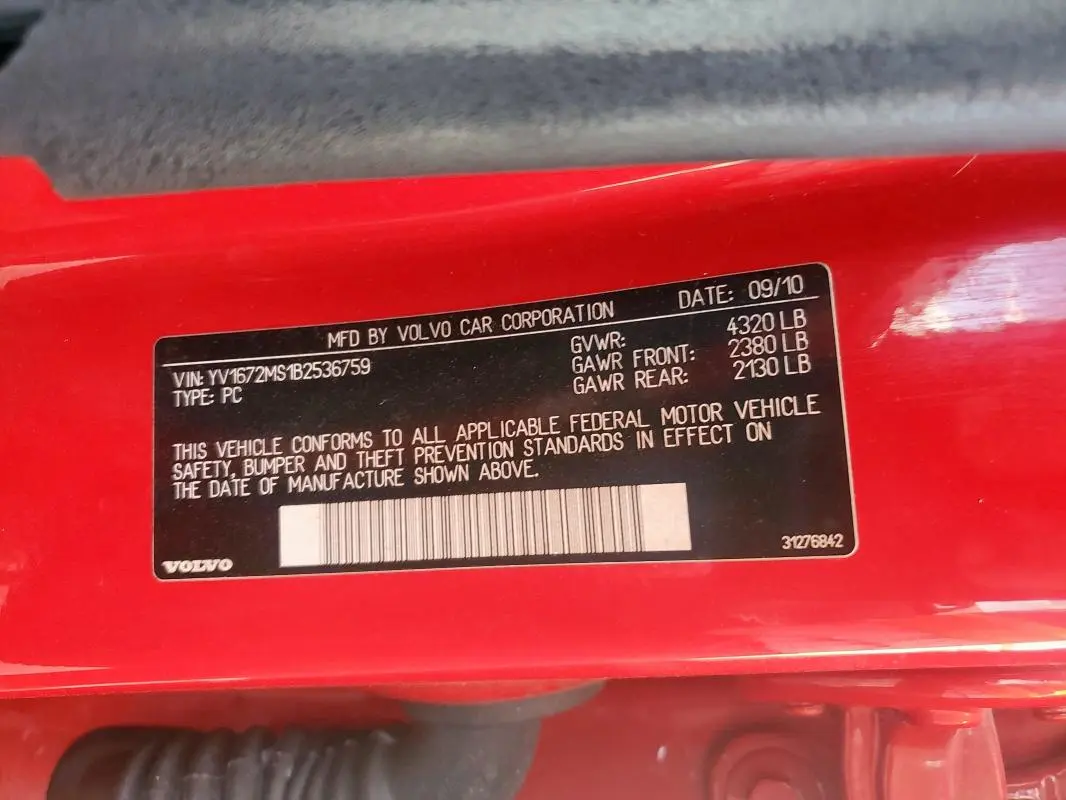 MFD BY VOLVO CAR CORPORATION DATE: 09/10
VIN: YV1672MS1B2536759 GVWR: 4320 LB
TYPE: PC GAWR FRONT: 2380 LB
GAWR REAR: 2130 LB
THIS VEHICLE CONFORMS TO ALL APPLICABLE FEDERAL MOTOR VEHICLE
SAFETY, BUMPER AND THEFT PREVENTION STANDARDS IN EFFECT ON
THE DATE OF MANUFACTURE SHOWN ABOVE.
VOLVO 31276842